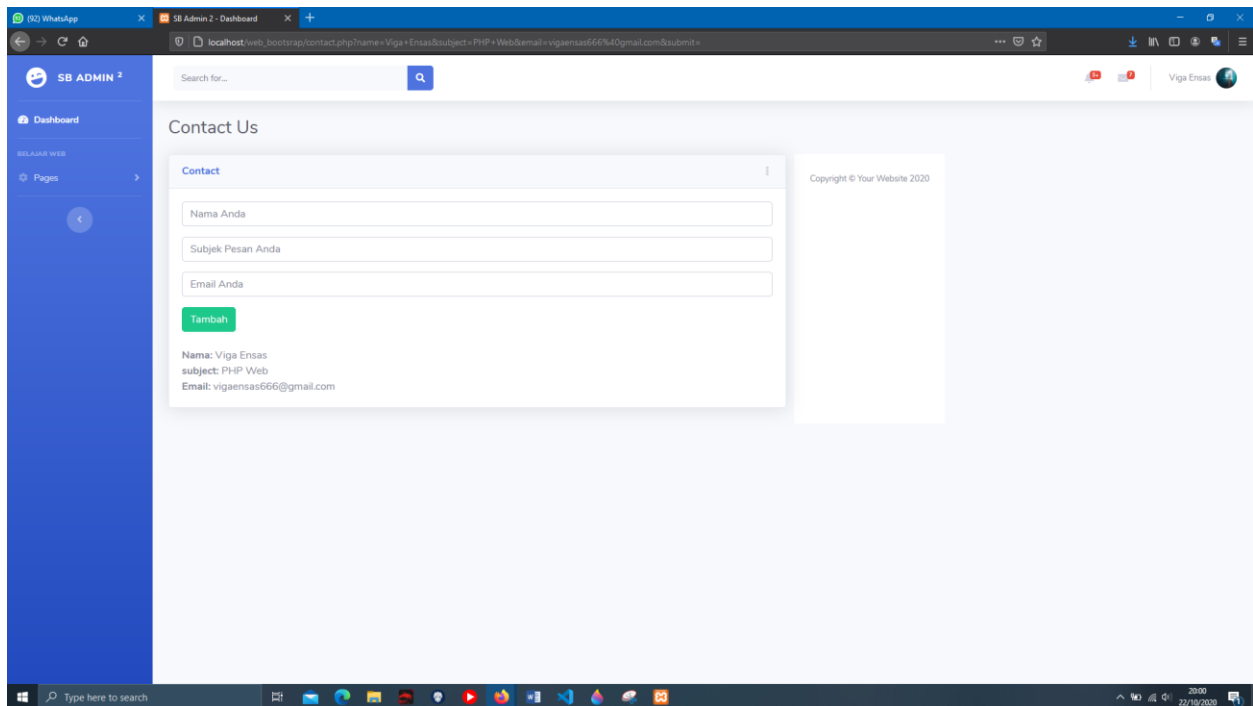 (92) WhatsApp
SB Admin 2 - Dashboard
localhost/web_bootsrap/contact.php?name=Viga+Ensas&subject=PHP+Web&email=vigaensas666%40gmail.com&submit=
SB ADMIN 2
Search for...
Viga Ensas
Dashboard
BELAJAR WEB
Pages
Contact Us
Contact
Nama Anda
Subjek Pesan Anda
Email Anda
Tambah
Nama: Viga Ensas
subject: PHP Web
Email: vigaensas666@gmail.com
Copyright © Your Website 2020
Type here to search
20:00
22/10/2020